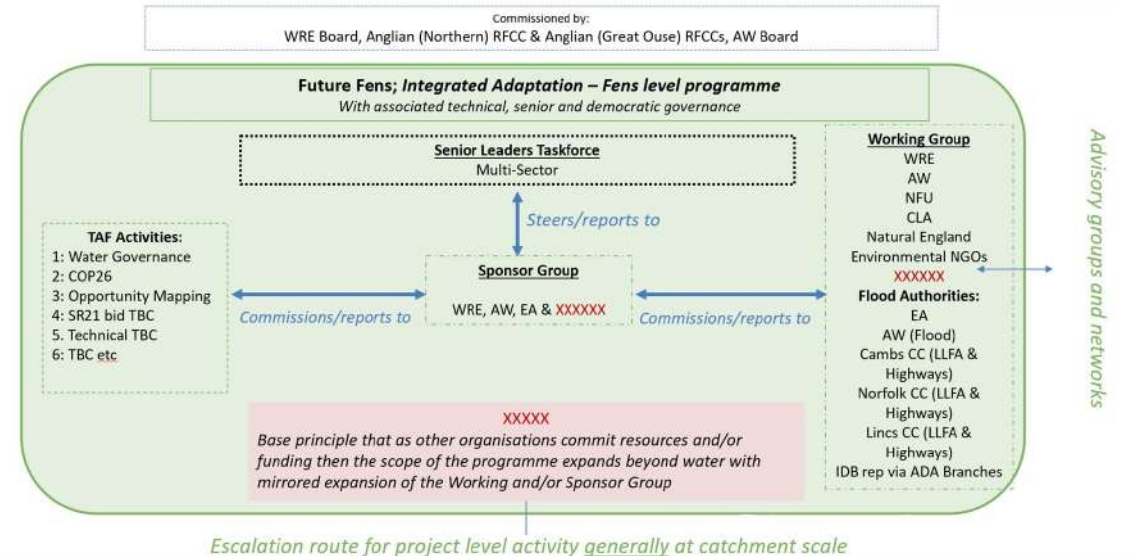 Commissioned by:
WRE Board, Anglian (Northern) RFCC & Anglian (Great Ouse) RFCCs, AW Board
Future Fens; Integrated Adaptation – Fens level programme
With associated technical, senior and democratic governance
Senior Leaders Taskforce
Multi-Sector
Steers/reports to
TAF Activities:
1: Water Governance
2: COP26
3: Opportunity Mapping
4: SR21 bid TBC
5. Technical TBC
6: TBC etc
Commissions/reports to
Sponsor Group
WRE, AW, EA & XXXXXX
Commissions/reports to
Working Group
WRE
AW
NFU
CLA
Natural England
Environmental NGOs
XXXXXX
Flood Authorities:
EA
AW (Flood)
Cambs CC (LLFA &
Highways)
Norfolk CC (LLFA &
Highways)
Lincs CC (LLFA &
Highways)
IDB rep via ADA Branches
Advisory groups and networks
XXXXX
Base principle that as other organisations commit resources and/or
funding then the scope of the programme expands beyond water with
mirrored expansion of the Working and/or Sponsor Group
Escalation route for project level activity generally at catchment scale